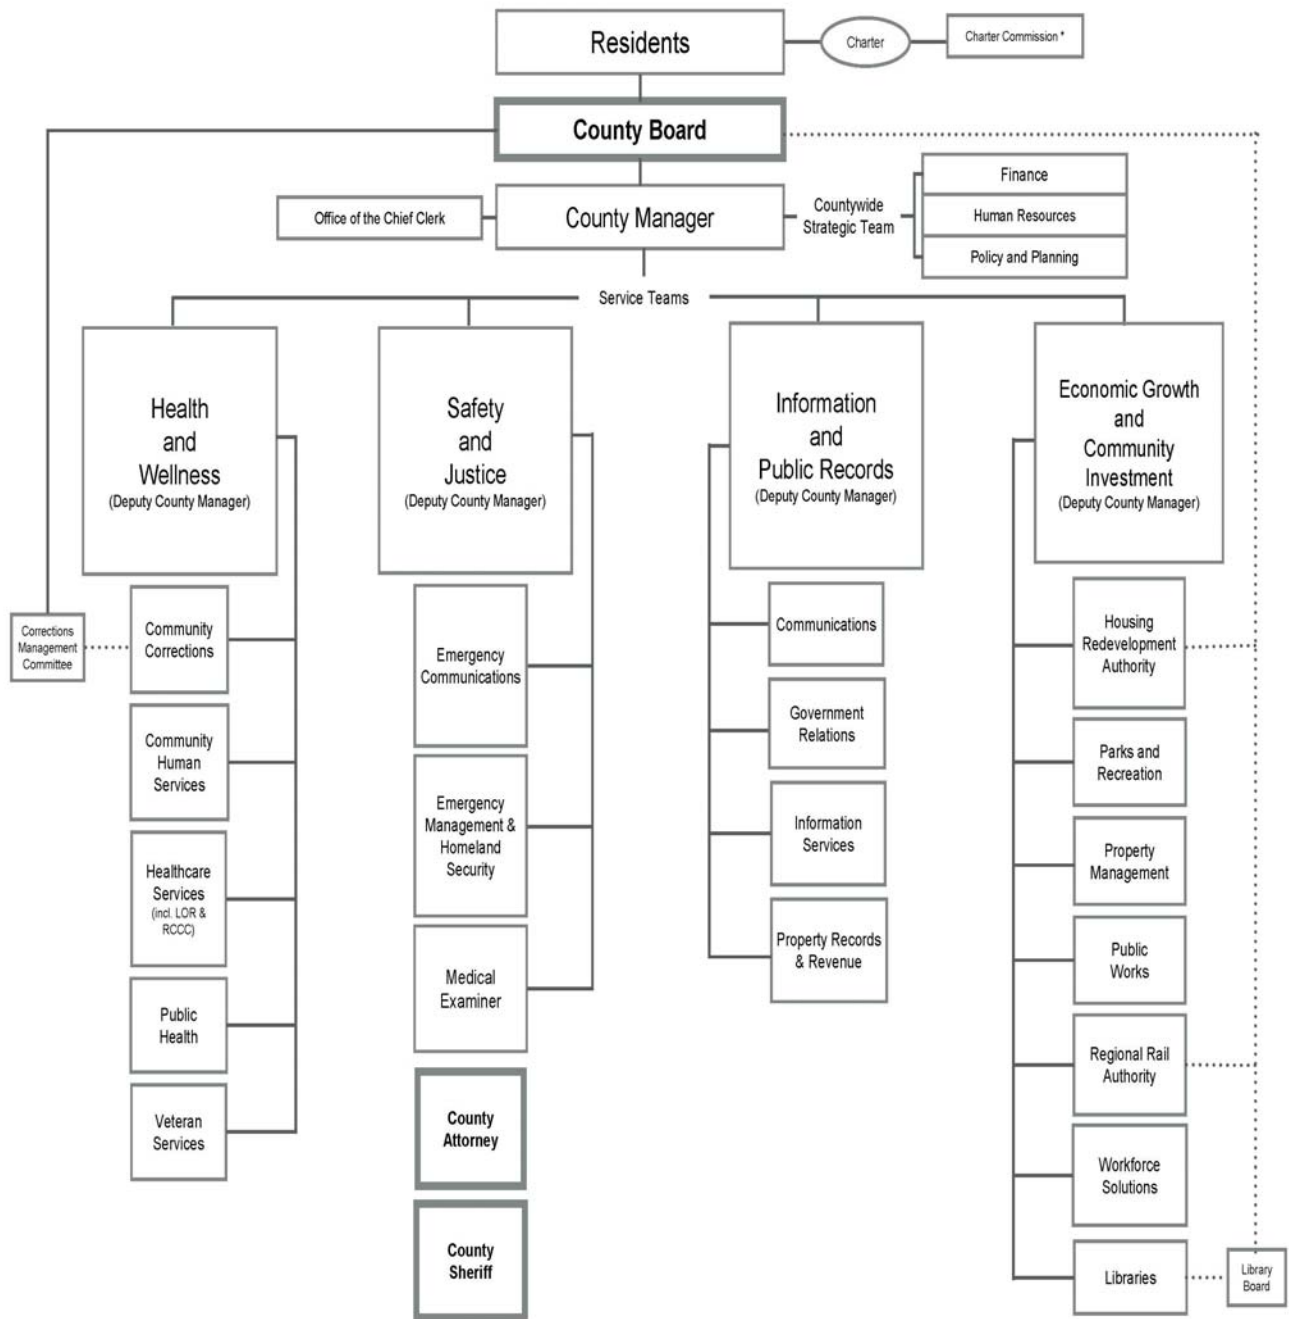 Residents
Charter
Charter Commission *
County Board
Office of the Chief Clerk
County Manager
Countywide
Strategic Team
Finance
Human Resources
Policy and Planning
Service Teams
Health
and
Wellness
(Deputy County Manager)
Safety
and
Justice
(Deputy County Manager)
Information
and
Public Records
(Deputy County Manager)
Economic Growth
and
Community
Investment
(Deputy County Manager)
Corrections
Management
Committee
Community
Corrections
Community
Human
Services
Healthcare
Services
(incl. LOR &
RCCC)
Public
Health
Veteran
Services
Emergency
Communications
Emergency
Management &
Homeland
Security
Medical
Examiner
County
Attorney
County
Sheriff
Communications
Government
Relations
Information
Services
Property Records
& Revenue
Housing
Redevelopment
Authority
Parks and
Recreation
Property
Management
Public
Works
Regional Rail
Authority
Workforce
Solutions
Libraries
Library
Board